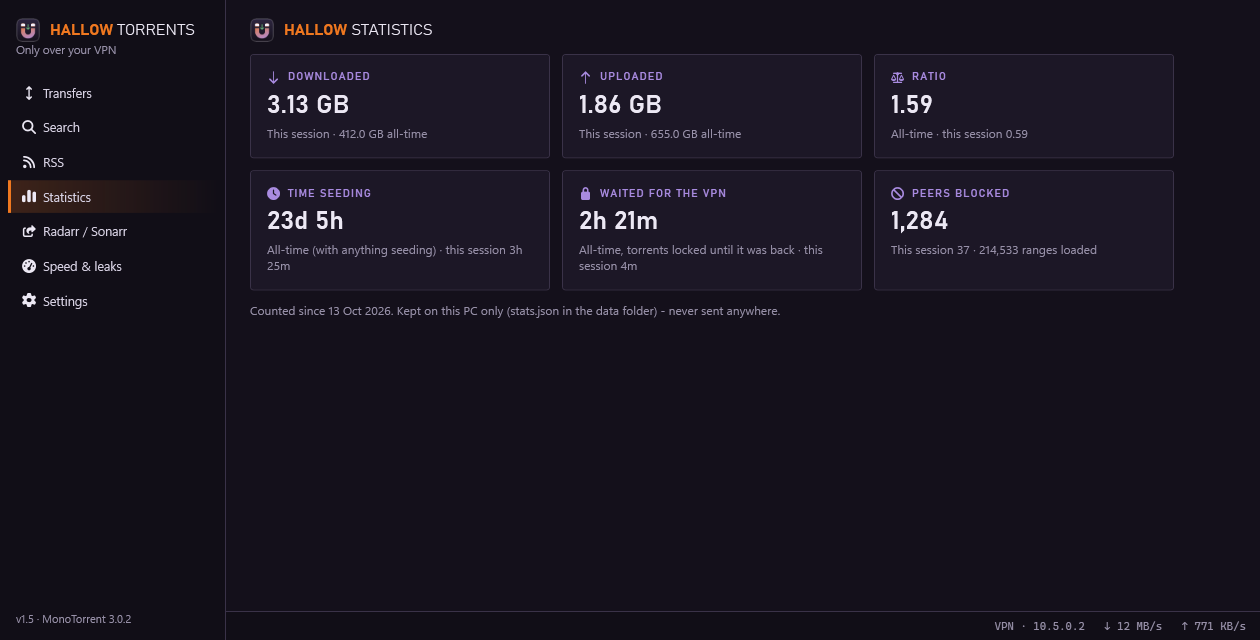 HALLOW TORRENTS
Only over your VPN
Transfers
Search
RSS
Statistics
Radarr / Sonarr
Speed & leaks
Settings
v1.5 · MonoTorrent 3.0.2
HALLOW STATISTICS
DOWNLOADED
3.13 GB
This session · 412.0 GB all-time
UPLOADED
1.86 GB
This session · 655.0 GB all-time
RATIO
1.59
All-time · this session 0.59
TIME SEEDING
23d 5h
All-time (with anything seeding) · this session 3h
25m
WAITED FOR THE VPN
2h 21m
All-time, torrents locked until it was back · this
session 4m
PEERS BLOCKED
1,284
This session 37 · 214,533 ranges loaded
Counted since 13 Oct 2026. Kept on this PC only (stats.json in the data folder) - never sent anywhere.
VPN · 10.5.0.2 ↓ 12 MB/s ↑ 771 KB/s